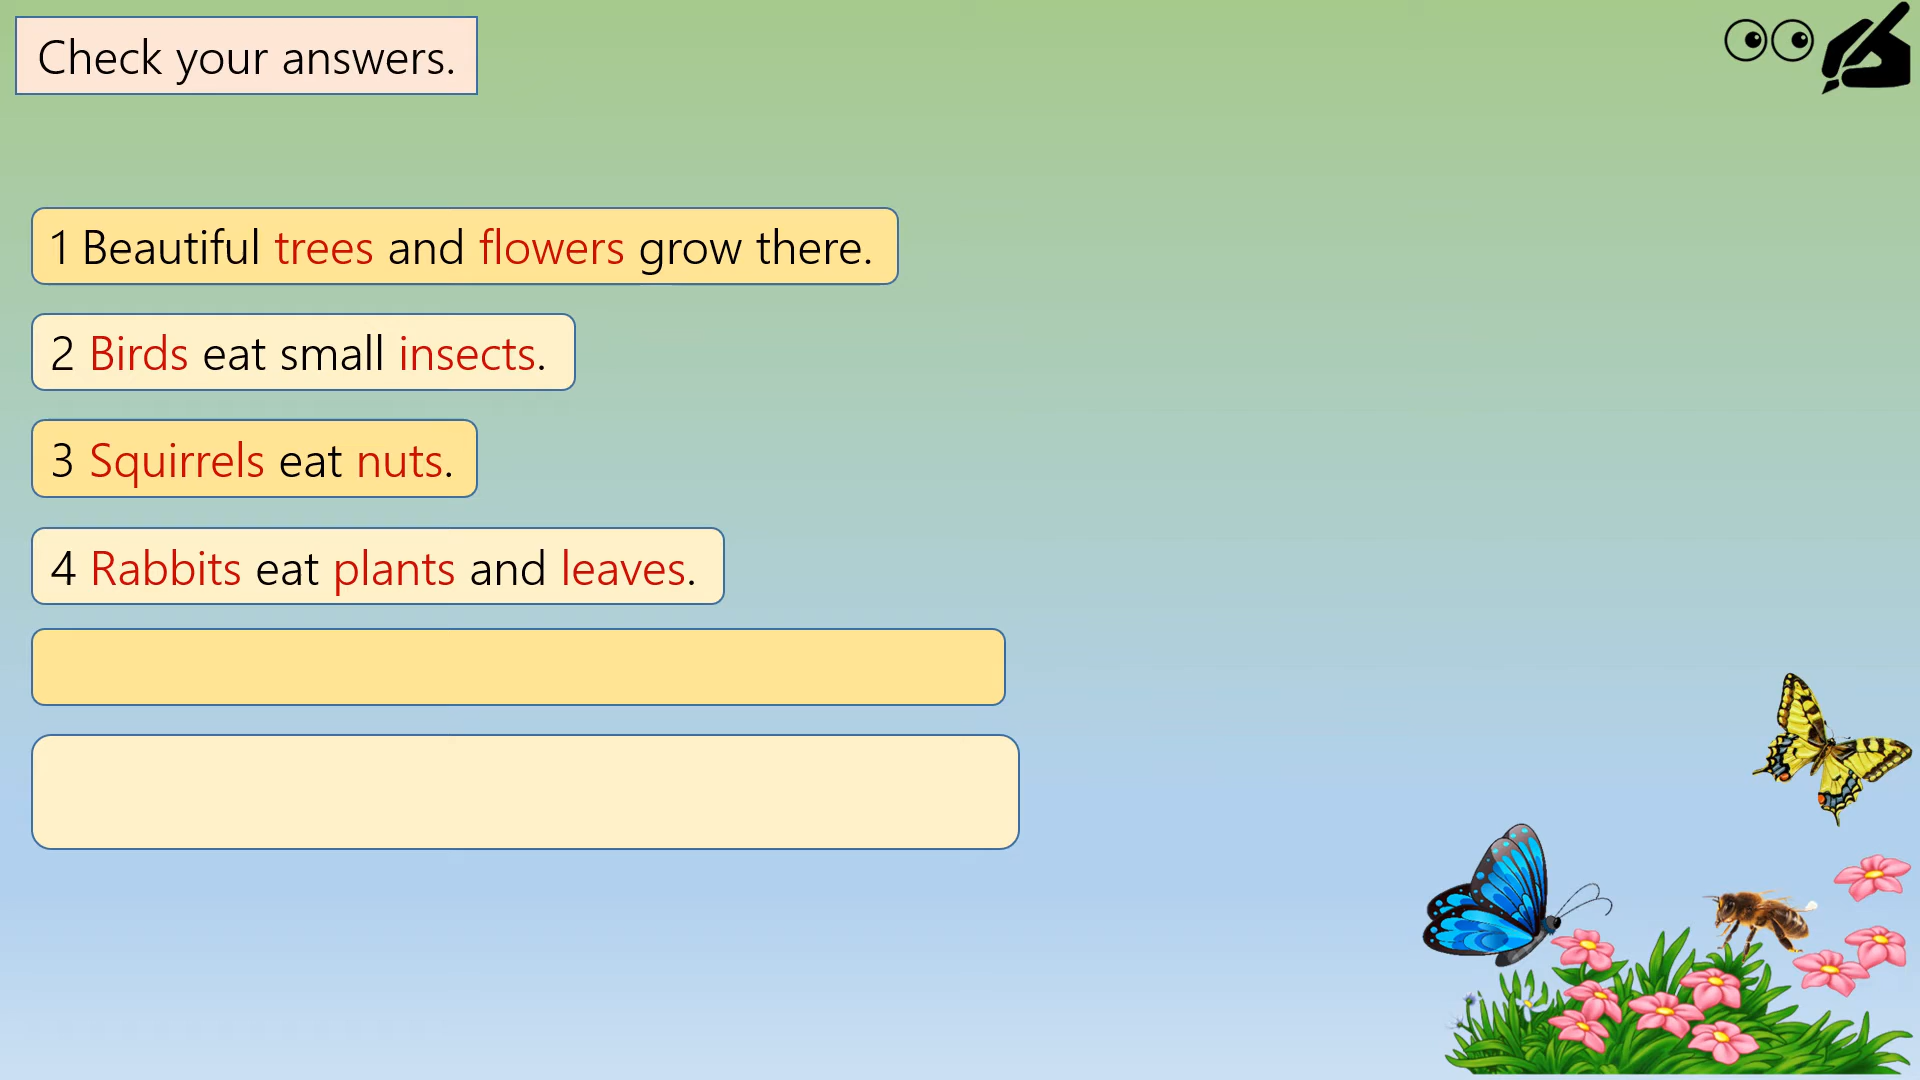 Check your answers.
1 Beautiful trees and flowers grow there.
2 Birds eat small insects.
3 Squirrels eat nuts.
4 Rabbits eat plants and leaves.